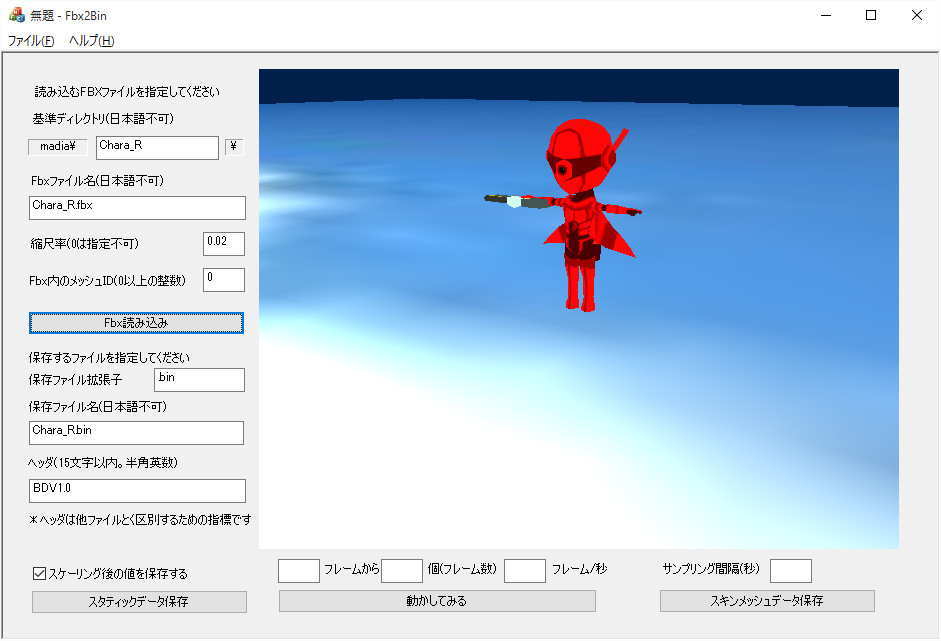 無題 - Fbx2Bin
ファイル(F) ヘルプ(H)
読み込むFBXファイルを指定してください
基準ディレクトリ(日本語不可)
madia¥ Chara_R ¥
Fbxファイル名(日本語不可)
Chara_R.fbx
縮尺率(0は指定不可) 0.02
Fbx内のメッシュID(0以上の整数) 0
Fbx読み込み
保存するファイルを指定してください
保存ファイル拡張子 .bin
保存ファイル名(日本語不可)
Chara_R.bin
ヘッダ(15文字以内。半角英数)
BDV1.0
＊ヘッダは他ファイルとく区別するための指標です
スケーリング後の値を保存する
スタティックデータ保存
フレームから 個(フレーム数) フレーム/秒 サンプリング間隔(秒)
動かしてみる スキンメッシュデータ保存